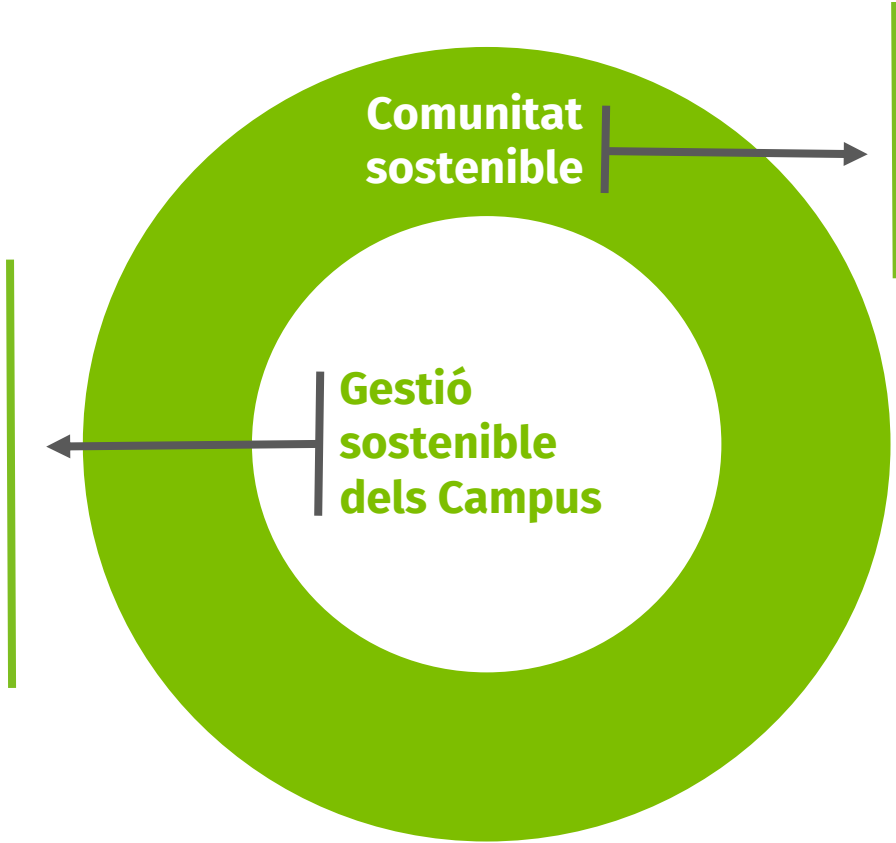 Comunitat
sostenible
Gestió
sostenible
dels Campus